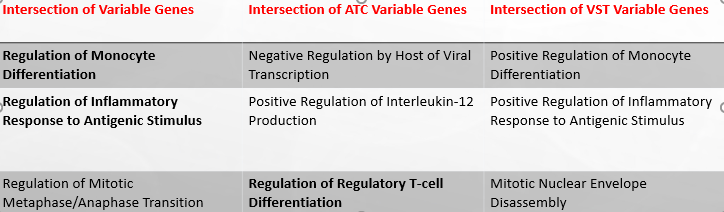 Intersection of Variable Genes
Intersection of ATC Variable Genes
Intersection of VST Variable Genes
Regulation of Monocyte
Differentiation
Negative Regulation by Host of Viral
Transcription
Positive Regulation of Monocyte
Differentiation
Regulation of Inflammatory
Response to Antigenic Stimulus
Positive Regulation of Interleukin-12
Production
Positive Regulation of Inflammatory
Response to Antigenic Stimulus
Regulation of Mitotic
Metaphase/Anaphase Transition
Regulation of Regulatory T-cell
Differentiation
Mitotic Nuclear Envelope
Disassembly